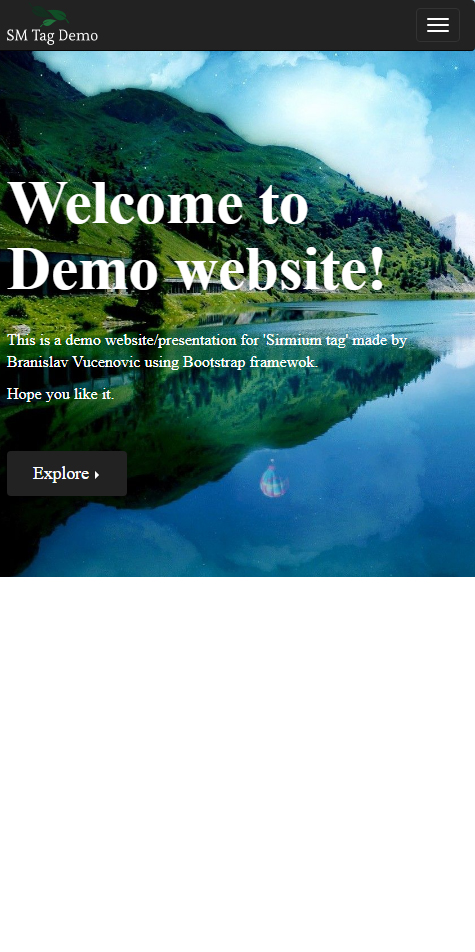 SM Tag Demo
Welcome to
Demo website!
This is a demo website/presentation for 'Sirmium tag' made by
Branislav Vucenovic using Bootstrap framewok.
Hope you like it.
Explore